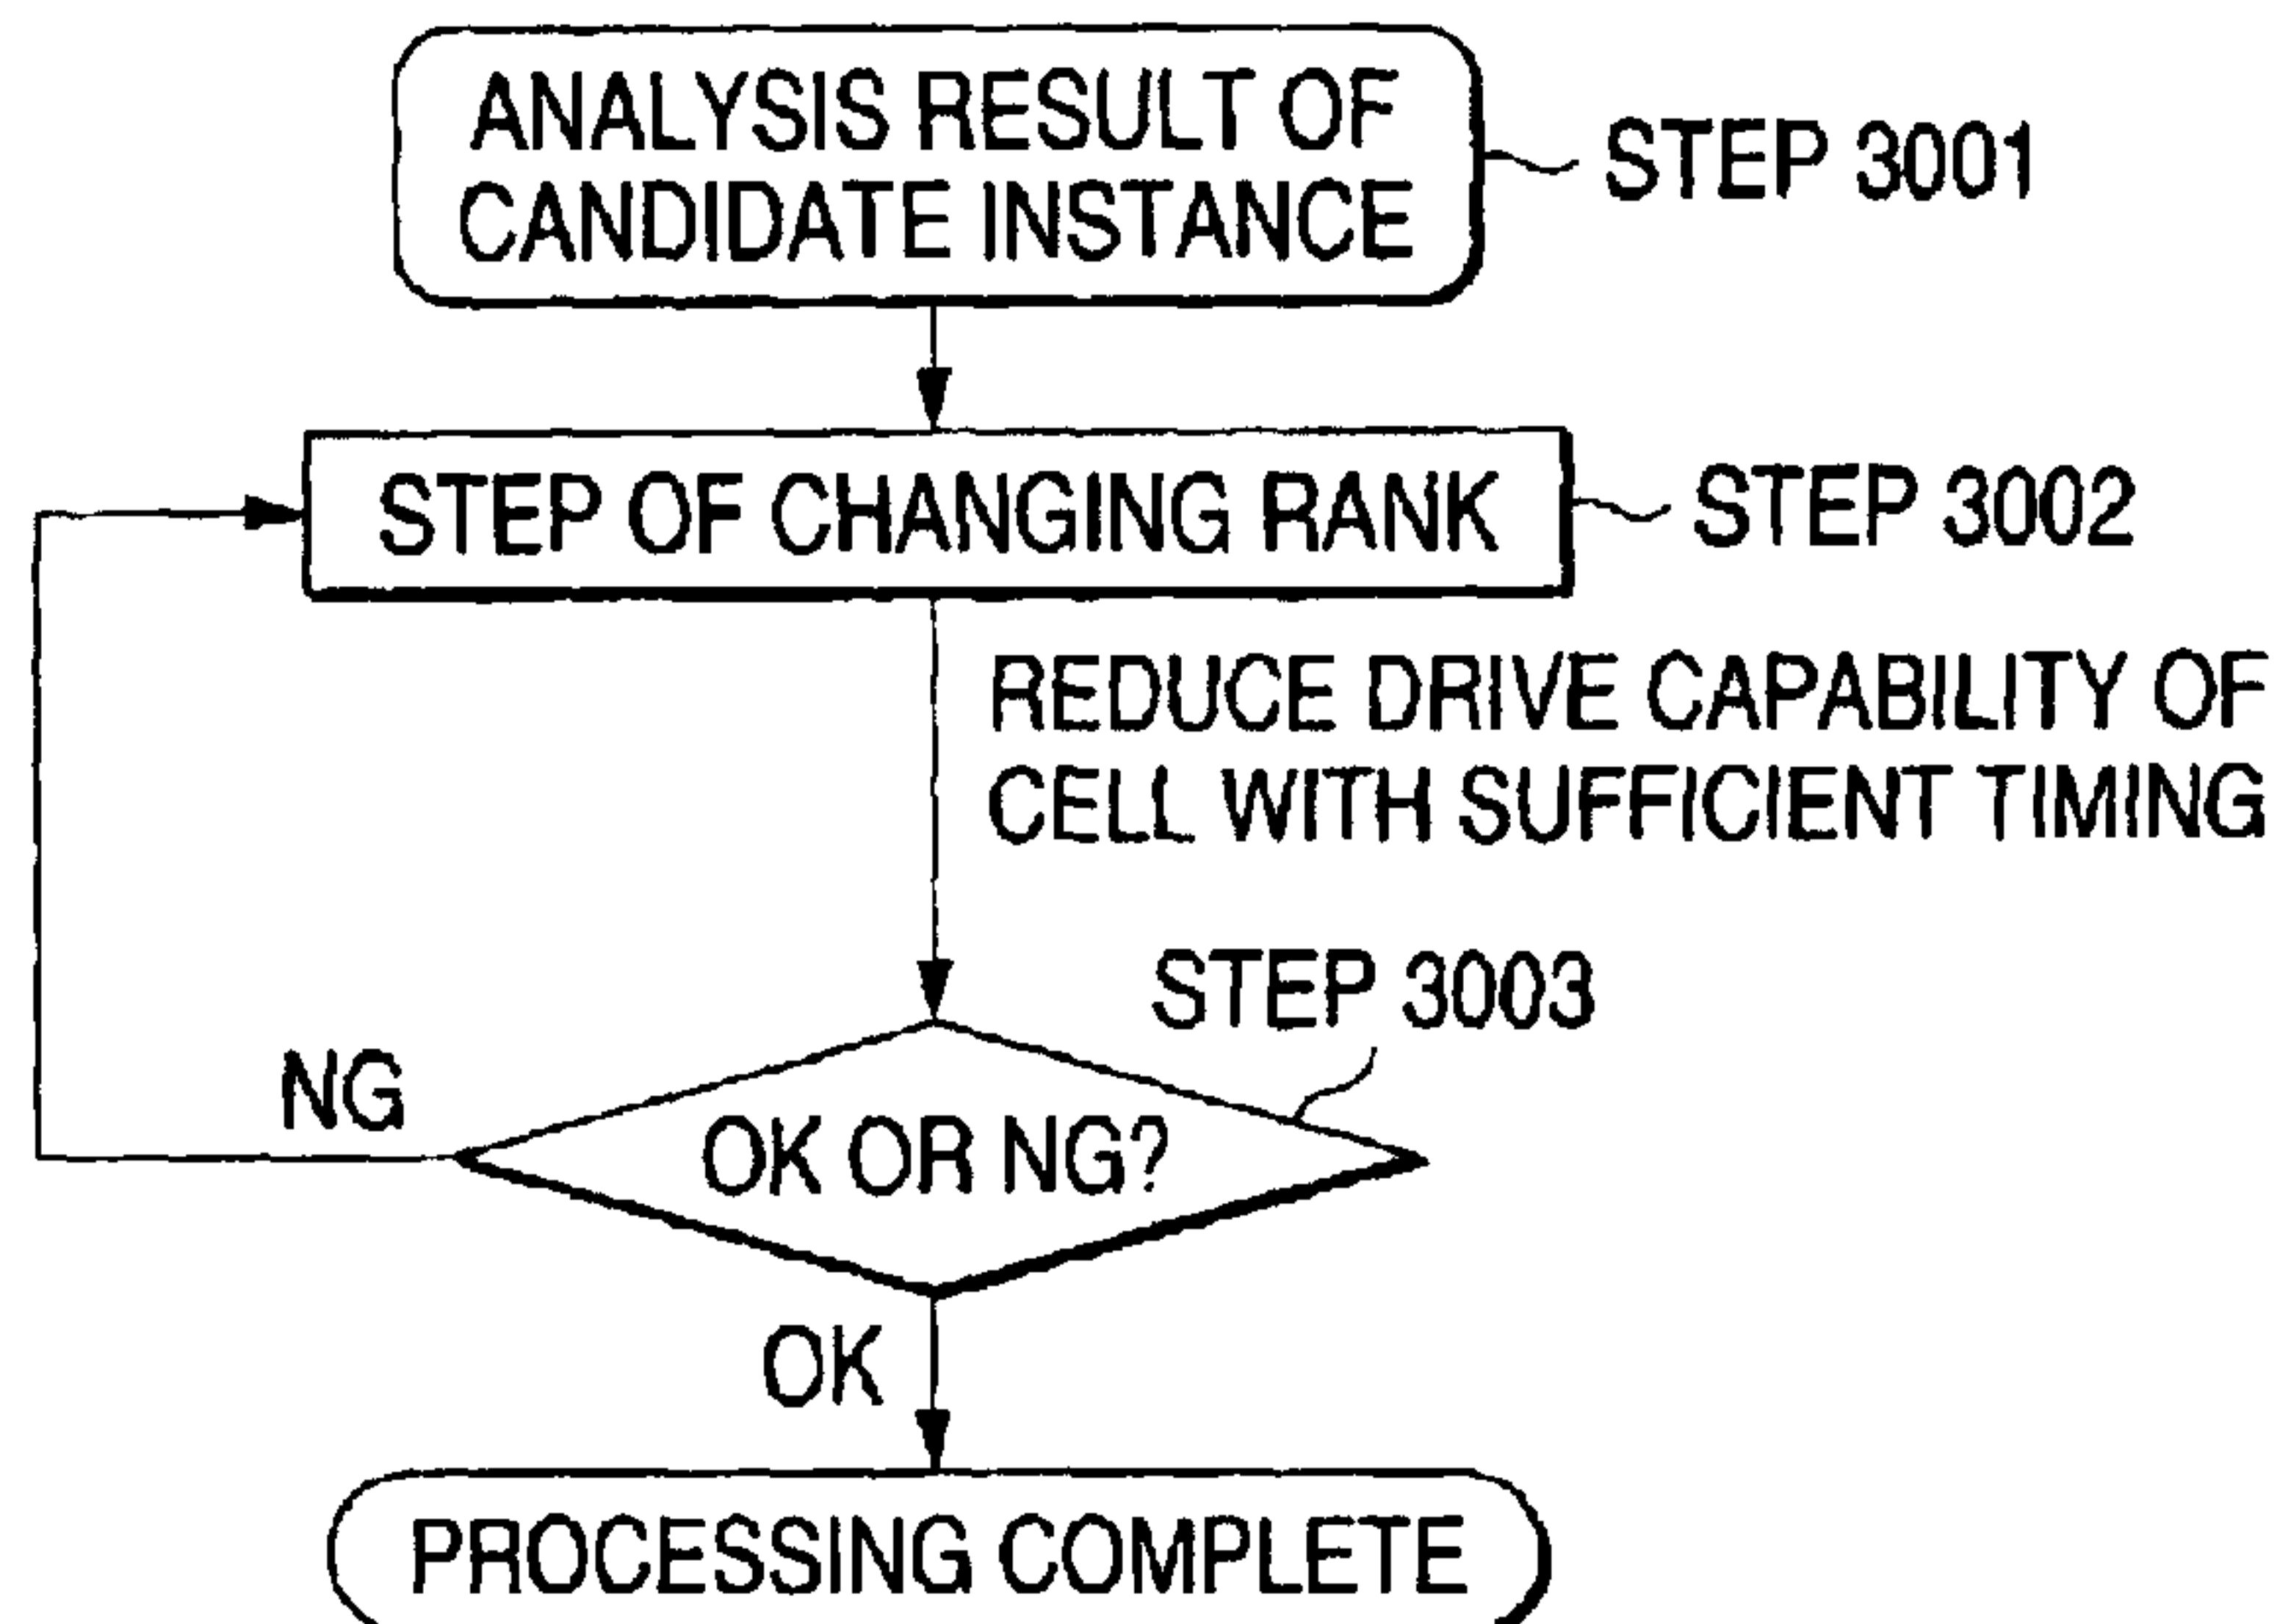 ANALYSIS RESULT OF
CANDIDATE INSTANCE
STEP 3001
STEP OF CHANGING RANK
STEP 3002
REDUCE DRIVE CAPABILITY OF
CELL WITH SUFFICIENT TIMING
STEP 3003
NG
OK OR NG?
OK
PROCESSING COMPLETE